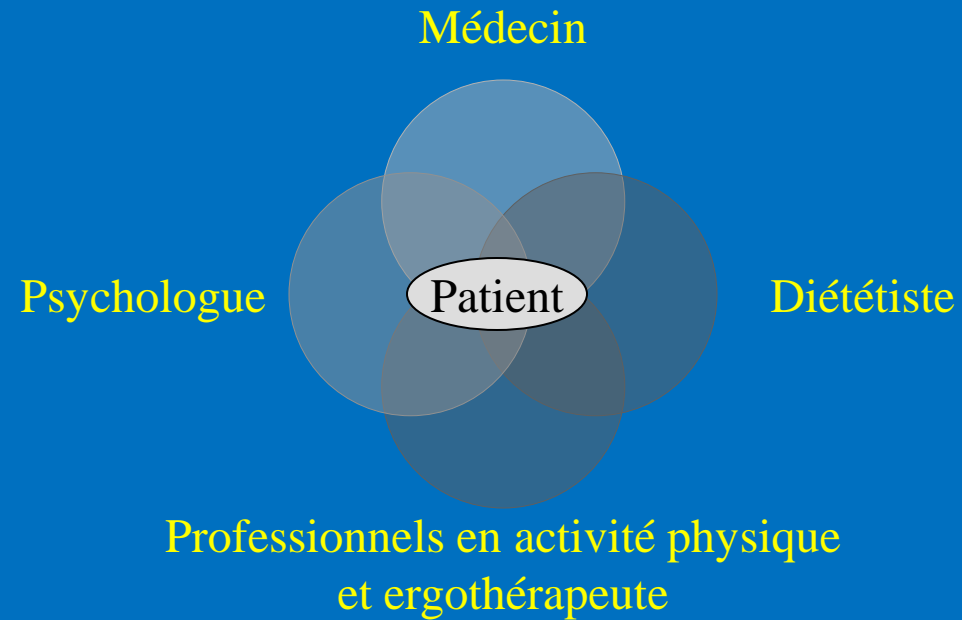 Médecin
Psychologue
Patient
Diététiste
Professionnels en activité physique
et ergothérapeute